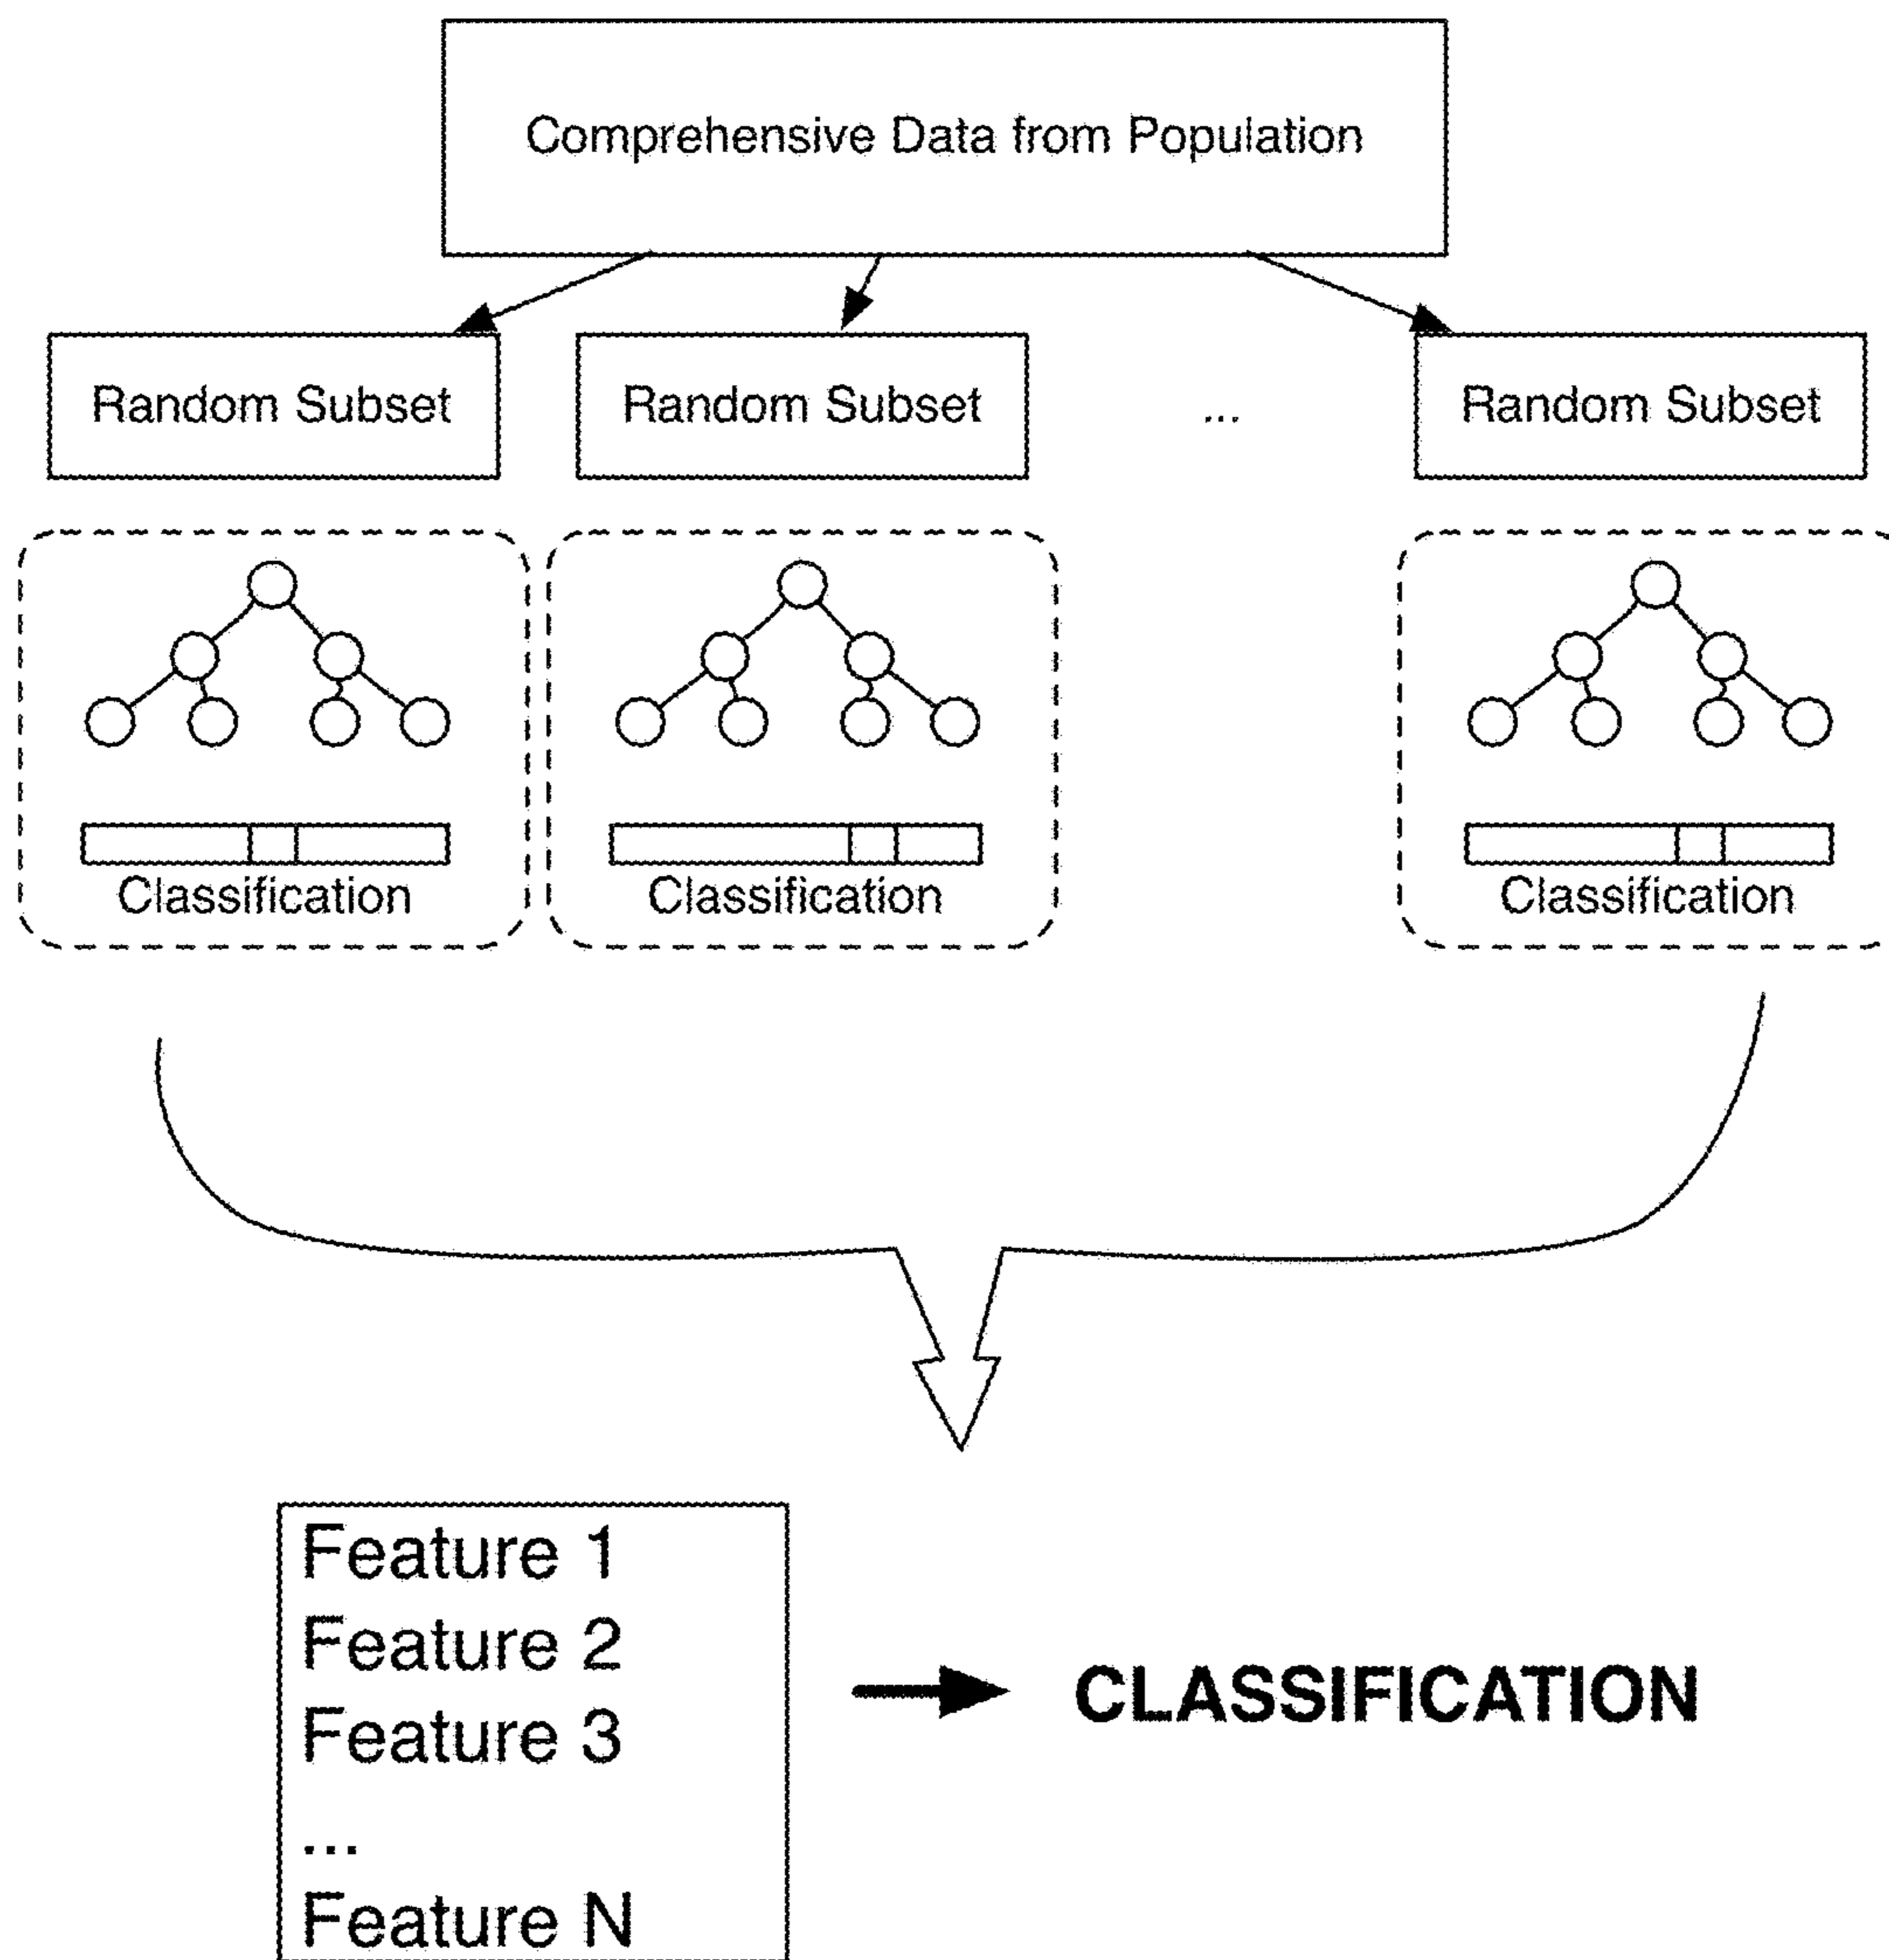 Comprehensive Data from Population
Random Subset
Random Subset
...
Random Subset
Classification
Classification
Classification
Feature 1
Feature 2
Feature 3
...
Feature N
CLASSIFICATION